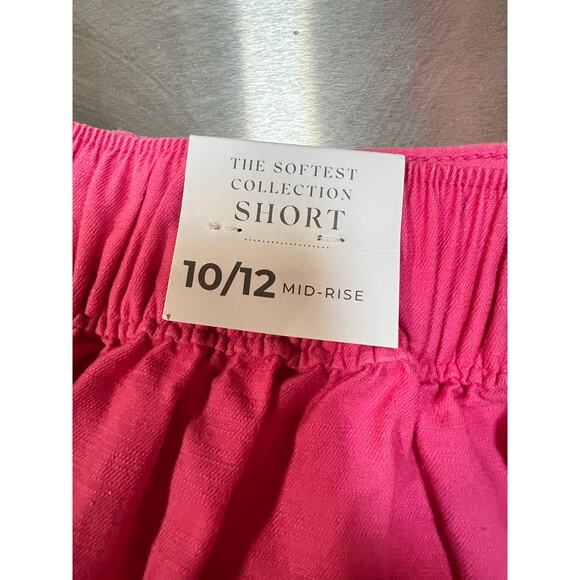 THE SOFTEST
COLLECTION
SHORT
10/12 MID-RISE